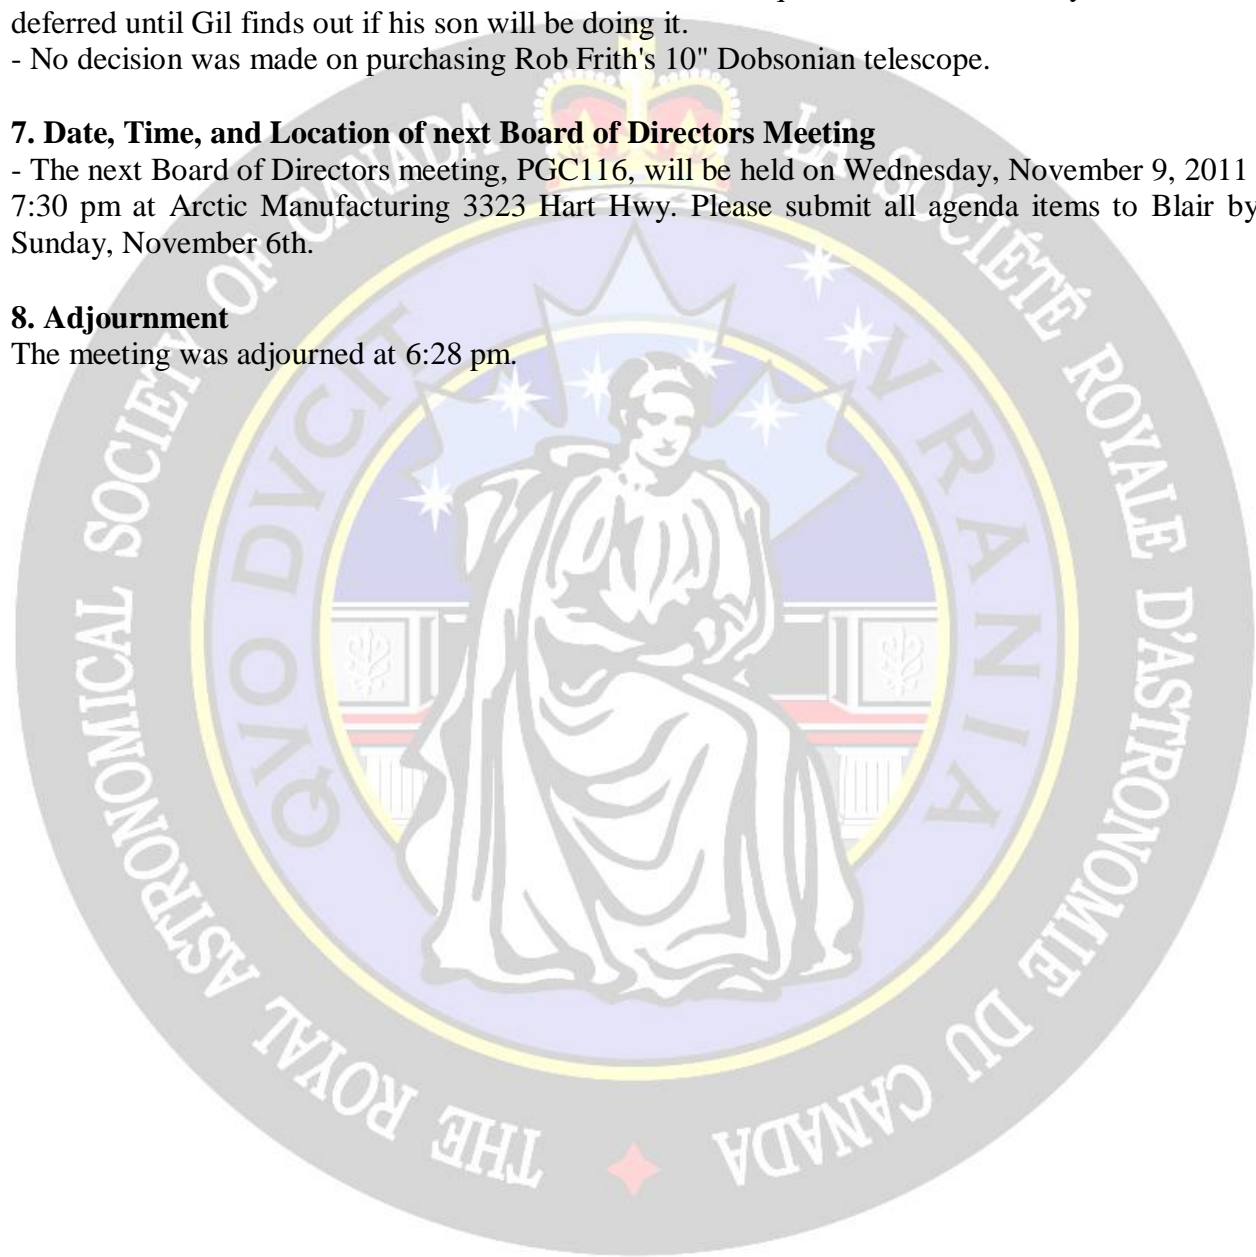 deferred until Gil finds out if his son will be doing it.
- No decision was made on purchasing Rob Frith's 10" Dobsonian telescope.
7. Date, Time, and Location of next Board of Directors Meeting
- The next Board of Directors meeting, PGC116, will be held on Wednesday, November 9, 2011
7:30 pm at Arctic Manufacturing 3323 Hart Hwy. Please submit all agenda items to Blair by
Sunday, November 6th.
8. Adjournment
The meeting was adjourned at 6:28 pm.
THE ROYAL ASTRONOMICAL SOCIETY OF CANADA
LA SOCIÉTÉ ROYALE D'ASTRONOMIE DU CANADA
QVO DVCIT
VRANIA